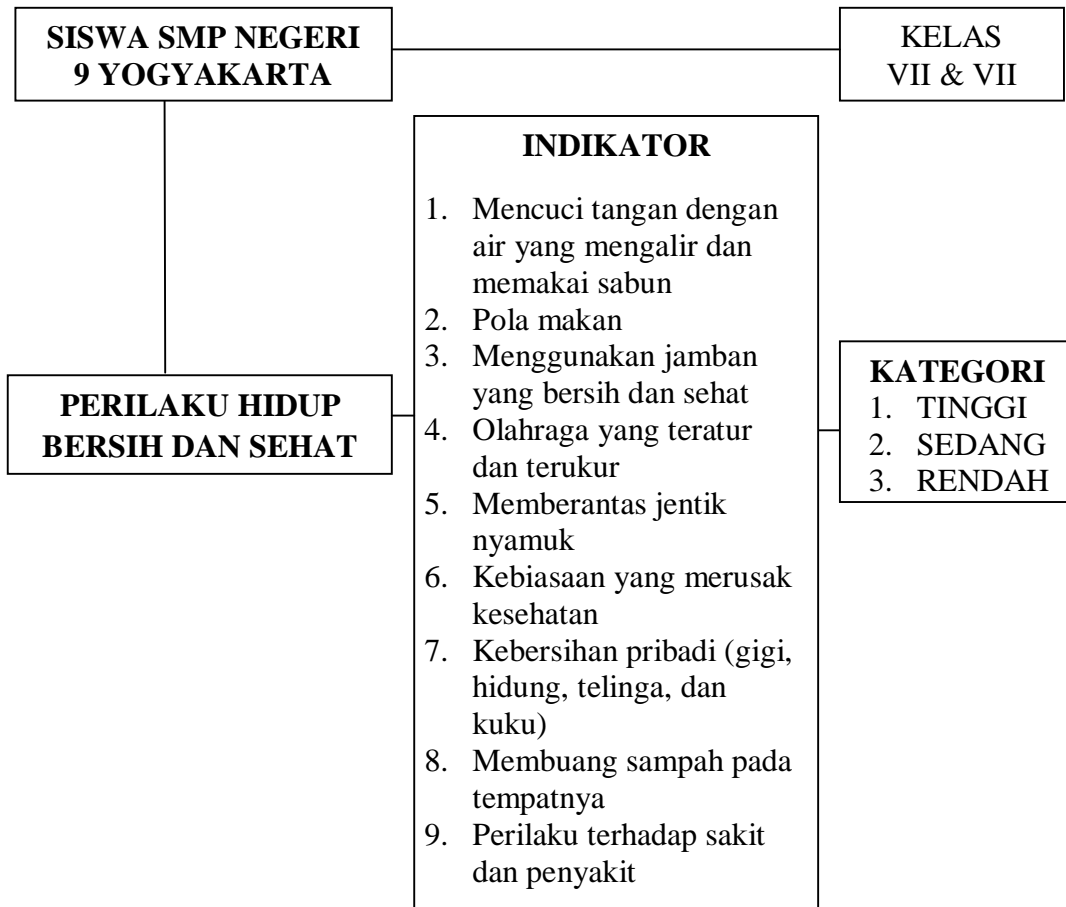 SISWA SMP NEGERI
9 YOGYAKARTA
KELAS
VII & VII
INDIKATOR
1. Mencuci tangan dengan
air yang mengalir dan
memakai sabun
2. Pola makan
3. Menggunakan jamban
yang bersih dan sehat
4. Olahraga yang teratur
dan terukur
5. Memberantas jentik
nyamuk
6. Kebiasaan yang merusak
kesehatan
7. Kebersihan pribadi (gigi,
hidung, telinga, dan
kuku)
8. Membuang sampah pada
tempatnya
9. Perilaku terhadap sakit
dan penyakit
PERILAKU HIDUP
BERSIH DAN SEHAT
KATEGORI
1. TINGGI
2. SEDANG
3. RENDAH